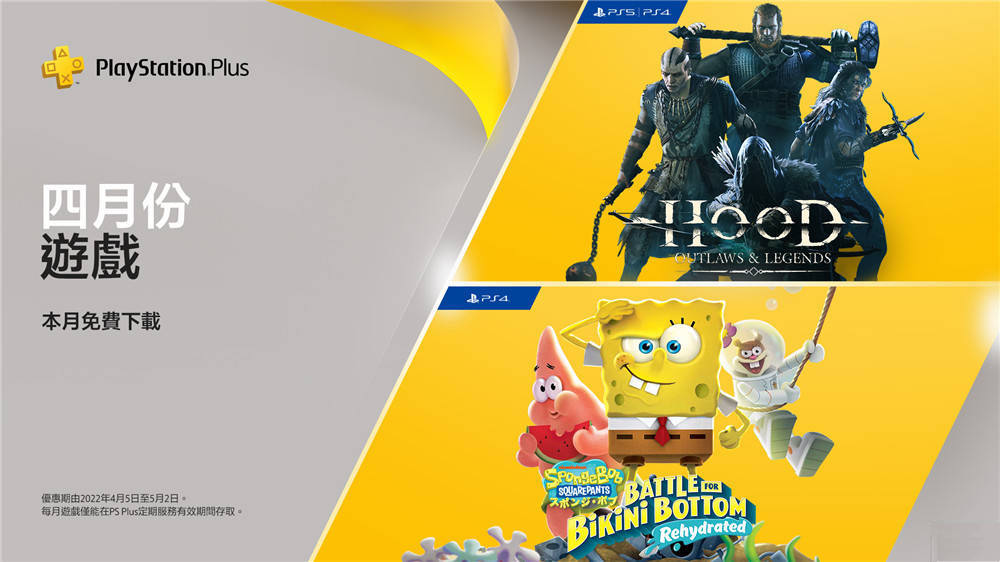 PlayStation Plus
四月份
遊戲
本月免費下載
優惠期由2022年4月5日至5月2日。
每月遊戲僅能在PS Plus定期服務有效期間存取。
PS5 | PS4
HOOD
OUTLAWS & LEGENDS
PS4
nickelodeon
SpongeBob
SQUAREPANTS
スポンジ・ボブ
BATTLE FOR
BIKINI BOTTOM
Rehydrated